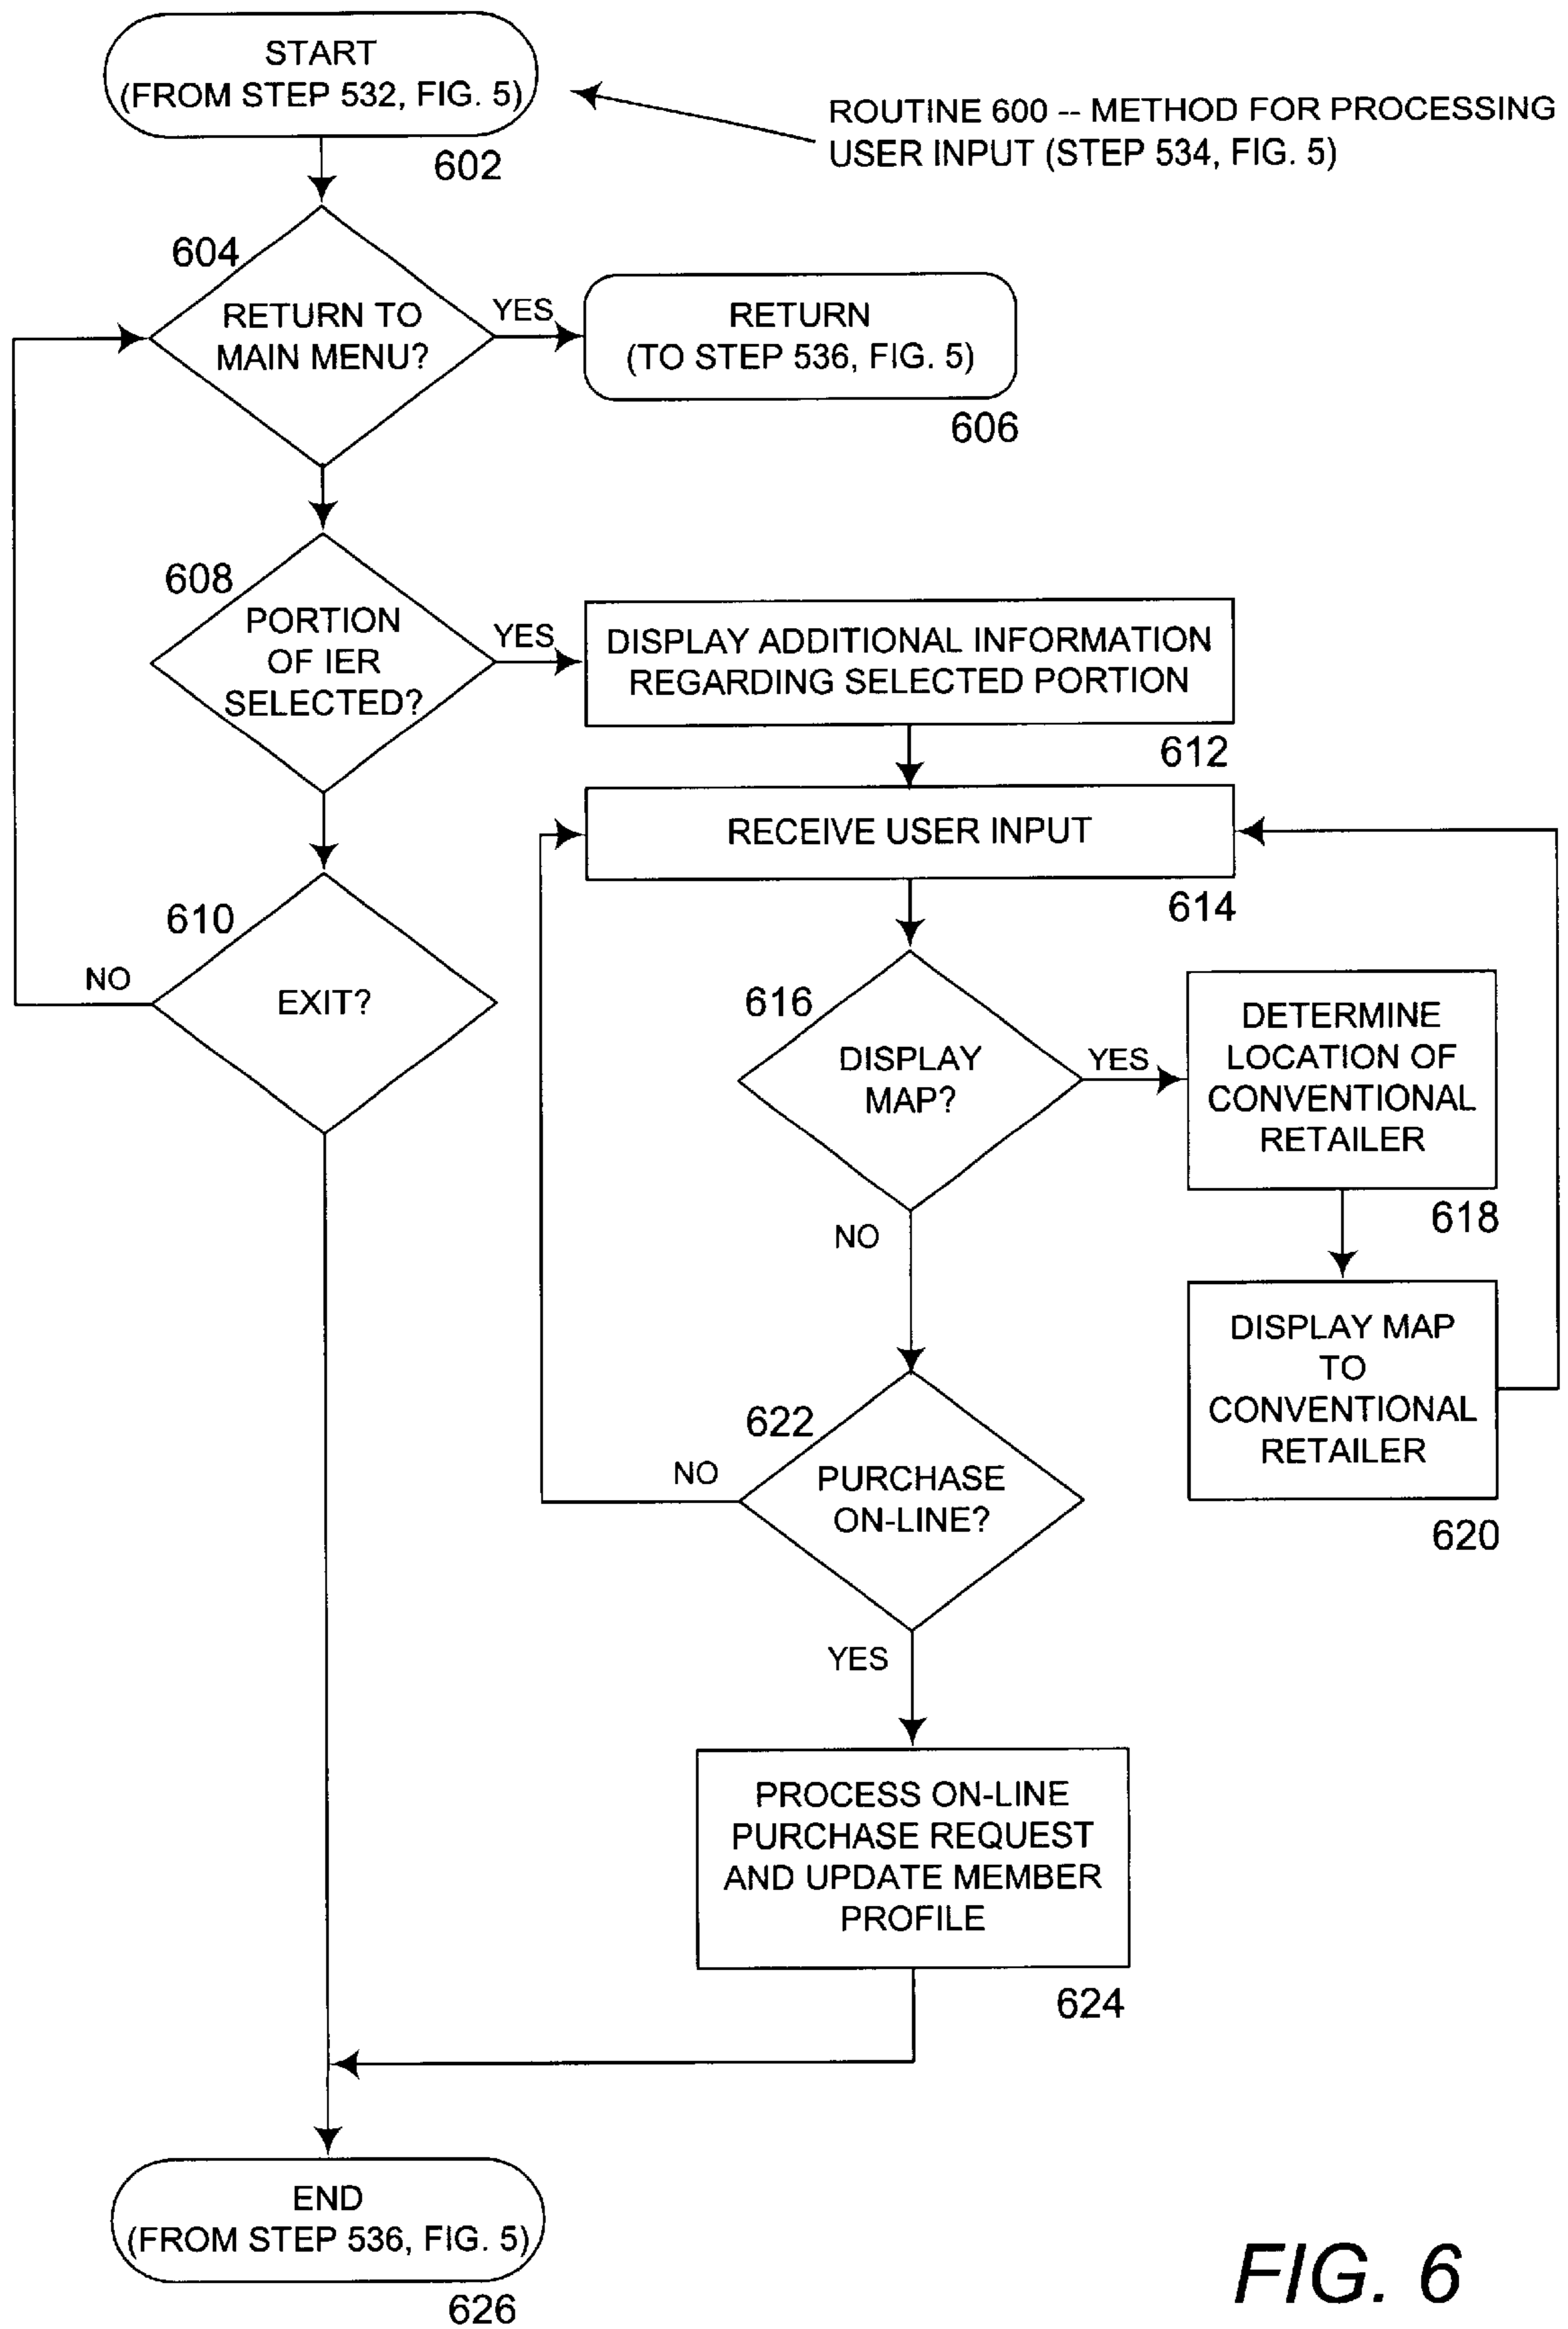 START
(FROM STEP 532, FIG. 5)
602
ROUTINE 600 -- METHOD FOR PROCESSING
USER INPUT (STEP 534, FIG. 5)
604
RETURN TO
MAIN MENU?
YES
RETURN
(TO STEP 536, FIG. 5)
606
608
PORTION
OF IER
SELECTED?
YES
DISPLAY ADDITIONAL INFORMATION
REGARDING SELECTED PORTION
612
RECEIVE USER INPUT
614
610
EXIT?
NO
616
DISPLAY
MAP?
YES
NO
DETERMINE
LOCATION OF
CONVENTIONAL
RETAILER
618
DISPLAY MAP
TO
CONVENTIONAL
RETAILER
620
622
PURCHASE
ON-LINE?
NO
YES
PROCESS ON-LINE
PURCHASE REQUEST
AND UPDATE MEMBER
PROFILE
624
END
(FROM STEP 536, FIG. 5)
626
FIG. 6